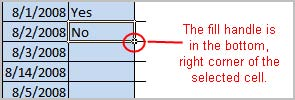 8/1/2008 Yes
8/2/2008 No
8/3/2008
8/14/2008
8/5/2008
The fill handle is
in the bottom,
right corner of the
selected cell.